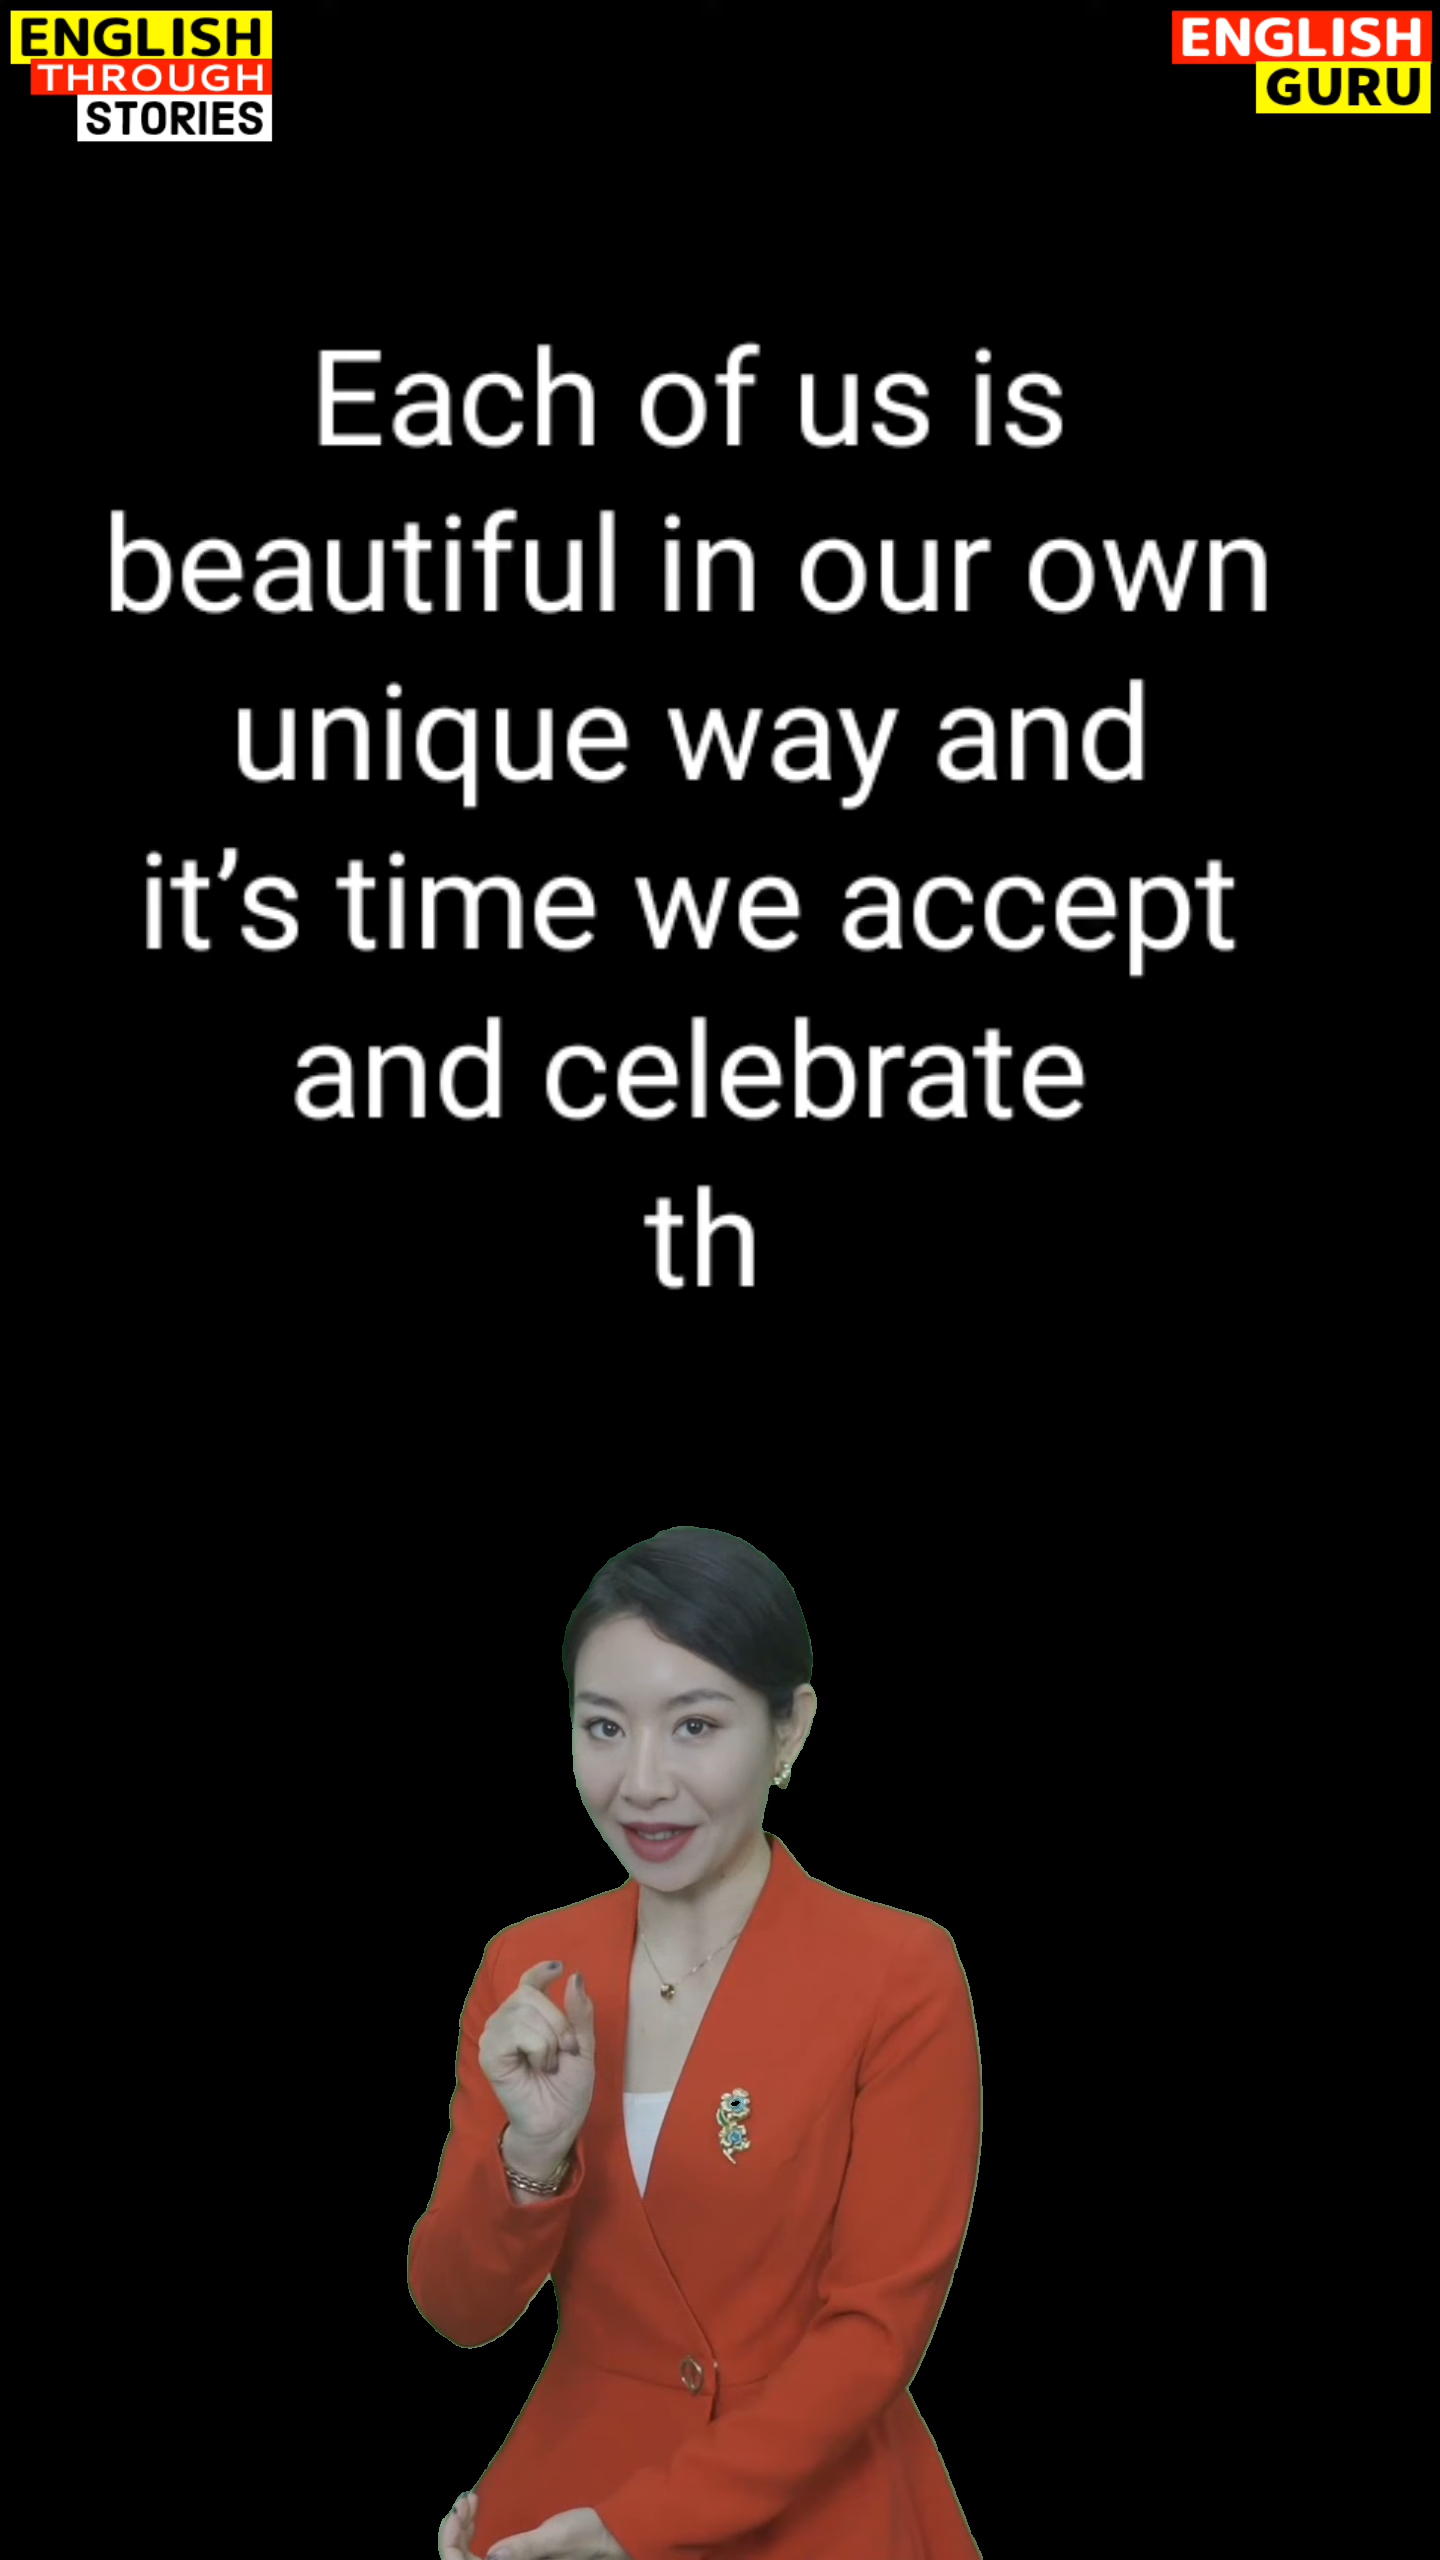 ENGLISH
THROUGH
STORIES
ENGLISH
GURU
Each of us is
beautiful in our own
unique way and
it’s time we accept
and celebrate
th